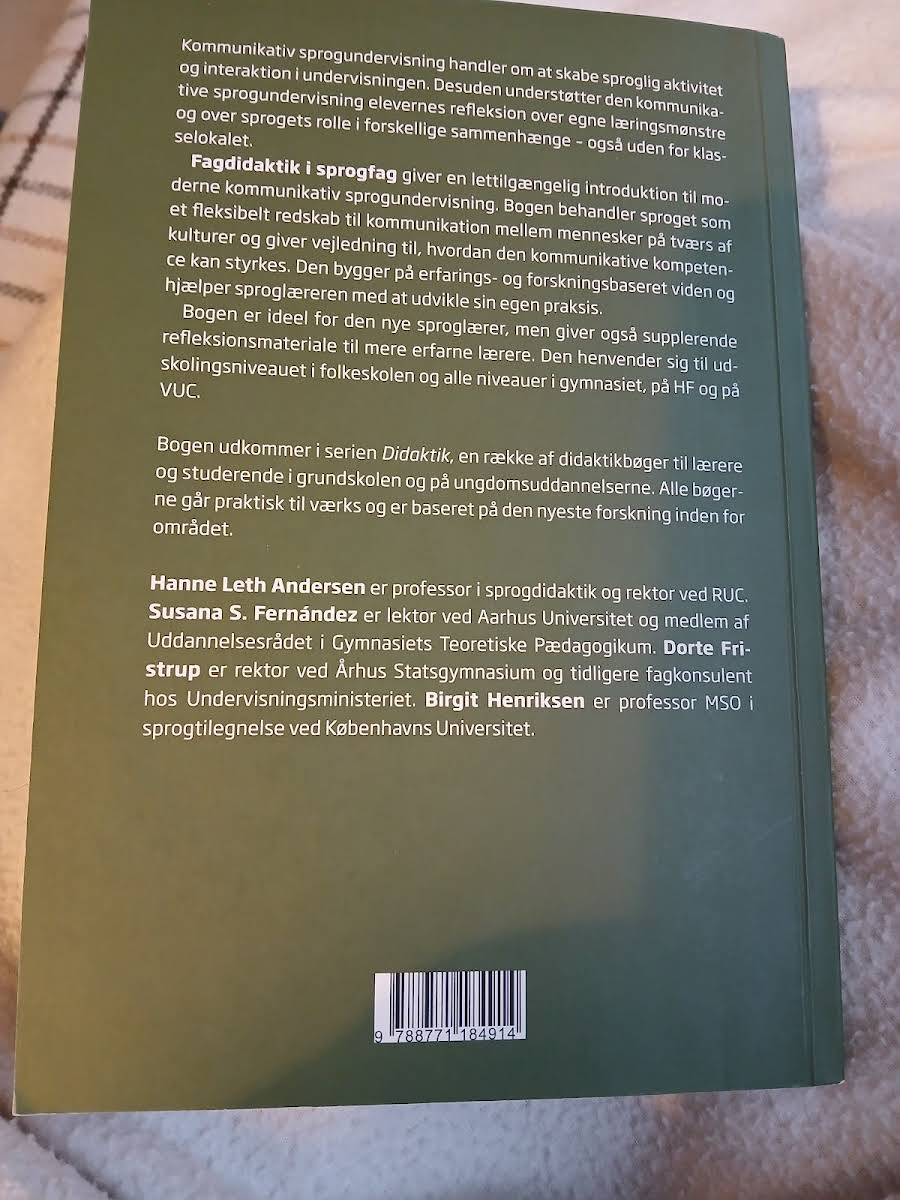 Kommunikativ sprogundervisning handler om at skabe sproglig aktivitet
og interaktion i undervisningen. Desuden understøtter den kommunika-
tive sprogundervisning elevernes refleksion over egne læringsmønstre
og over sprogets rolle i forskellige sammenhænge – også uden for klas-
selokalet.
Fagdidaktik i sprogfag giver en lettilgængelig introduktion til mo-
derne kommunikativ sprogundervisning. Bogen behandler sproget som
et fleksibelt redskab til kommunikation mellem mennesker på tværs af
kulturer og giver vejledning til, hvordan den kommunikative kompeten-
ce kan styrkes. Den bygger på erfarings- og forskningsbaseret viden og
hjælper sproglæreren med at udvikle sin egen praksis.
Bogen er ideel for den nye sproglærer, men giver også supplerende
refleksionsmateriale til mere erfarne lærere. Den henvender sig til ud-
skolingsniveauet i folkeskolen og alle niveauer i gymnasiet, på HF og på
VUC.
Bogen udkommer i serien Didaktik, en række af didaktikbøger til lærere
og studerende i grundskolen og på ungdomsuddannelserne. Alle bøger-
ne går praktisk til værks og er baseret på den nyeste forskning inden for
området.
Hanne Leth Andersen er professor i sprogdidaktik og rektor ved RUC.
Susana S. Fernández er lektor ved Aarhus Universitet og medlem af
Uddannelsesrådet i Gymnasiets Teoretiske Pædagogikum. Dorte Fri-
strup er rektor ved Århus Statsgymnasium og tidligere fagkonsulent
hos Undervisningsministeriet. Birgit Henriksen er professor MSO i
sprogtilegnelse ved Københavns Universitet.
9 788771 184914